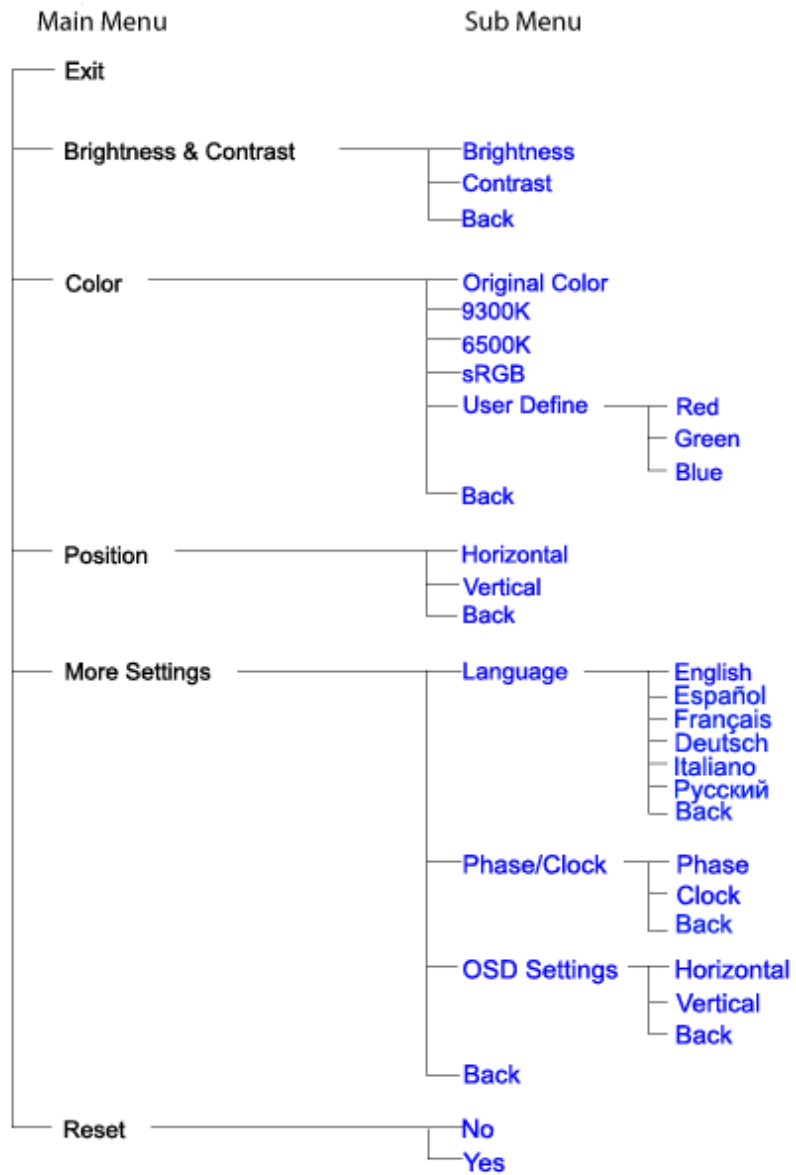 Main Menu Sub Menu
Exit
Brightness & Contrast Brightness
Contrast
Back
Color Original Color
9300K
6500K
sRGB
User Define Red
Green
Blue
Back
Position Horizontal
Vertical
Back
More Settings Language English
Español
Français
Deutsch
Italiano
Русский
Back
Phase/Clock Phase
Clock
Back
OSD Settings Horizontal
Vertical
Back
Back
Reset No
Yes